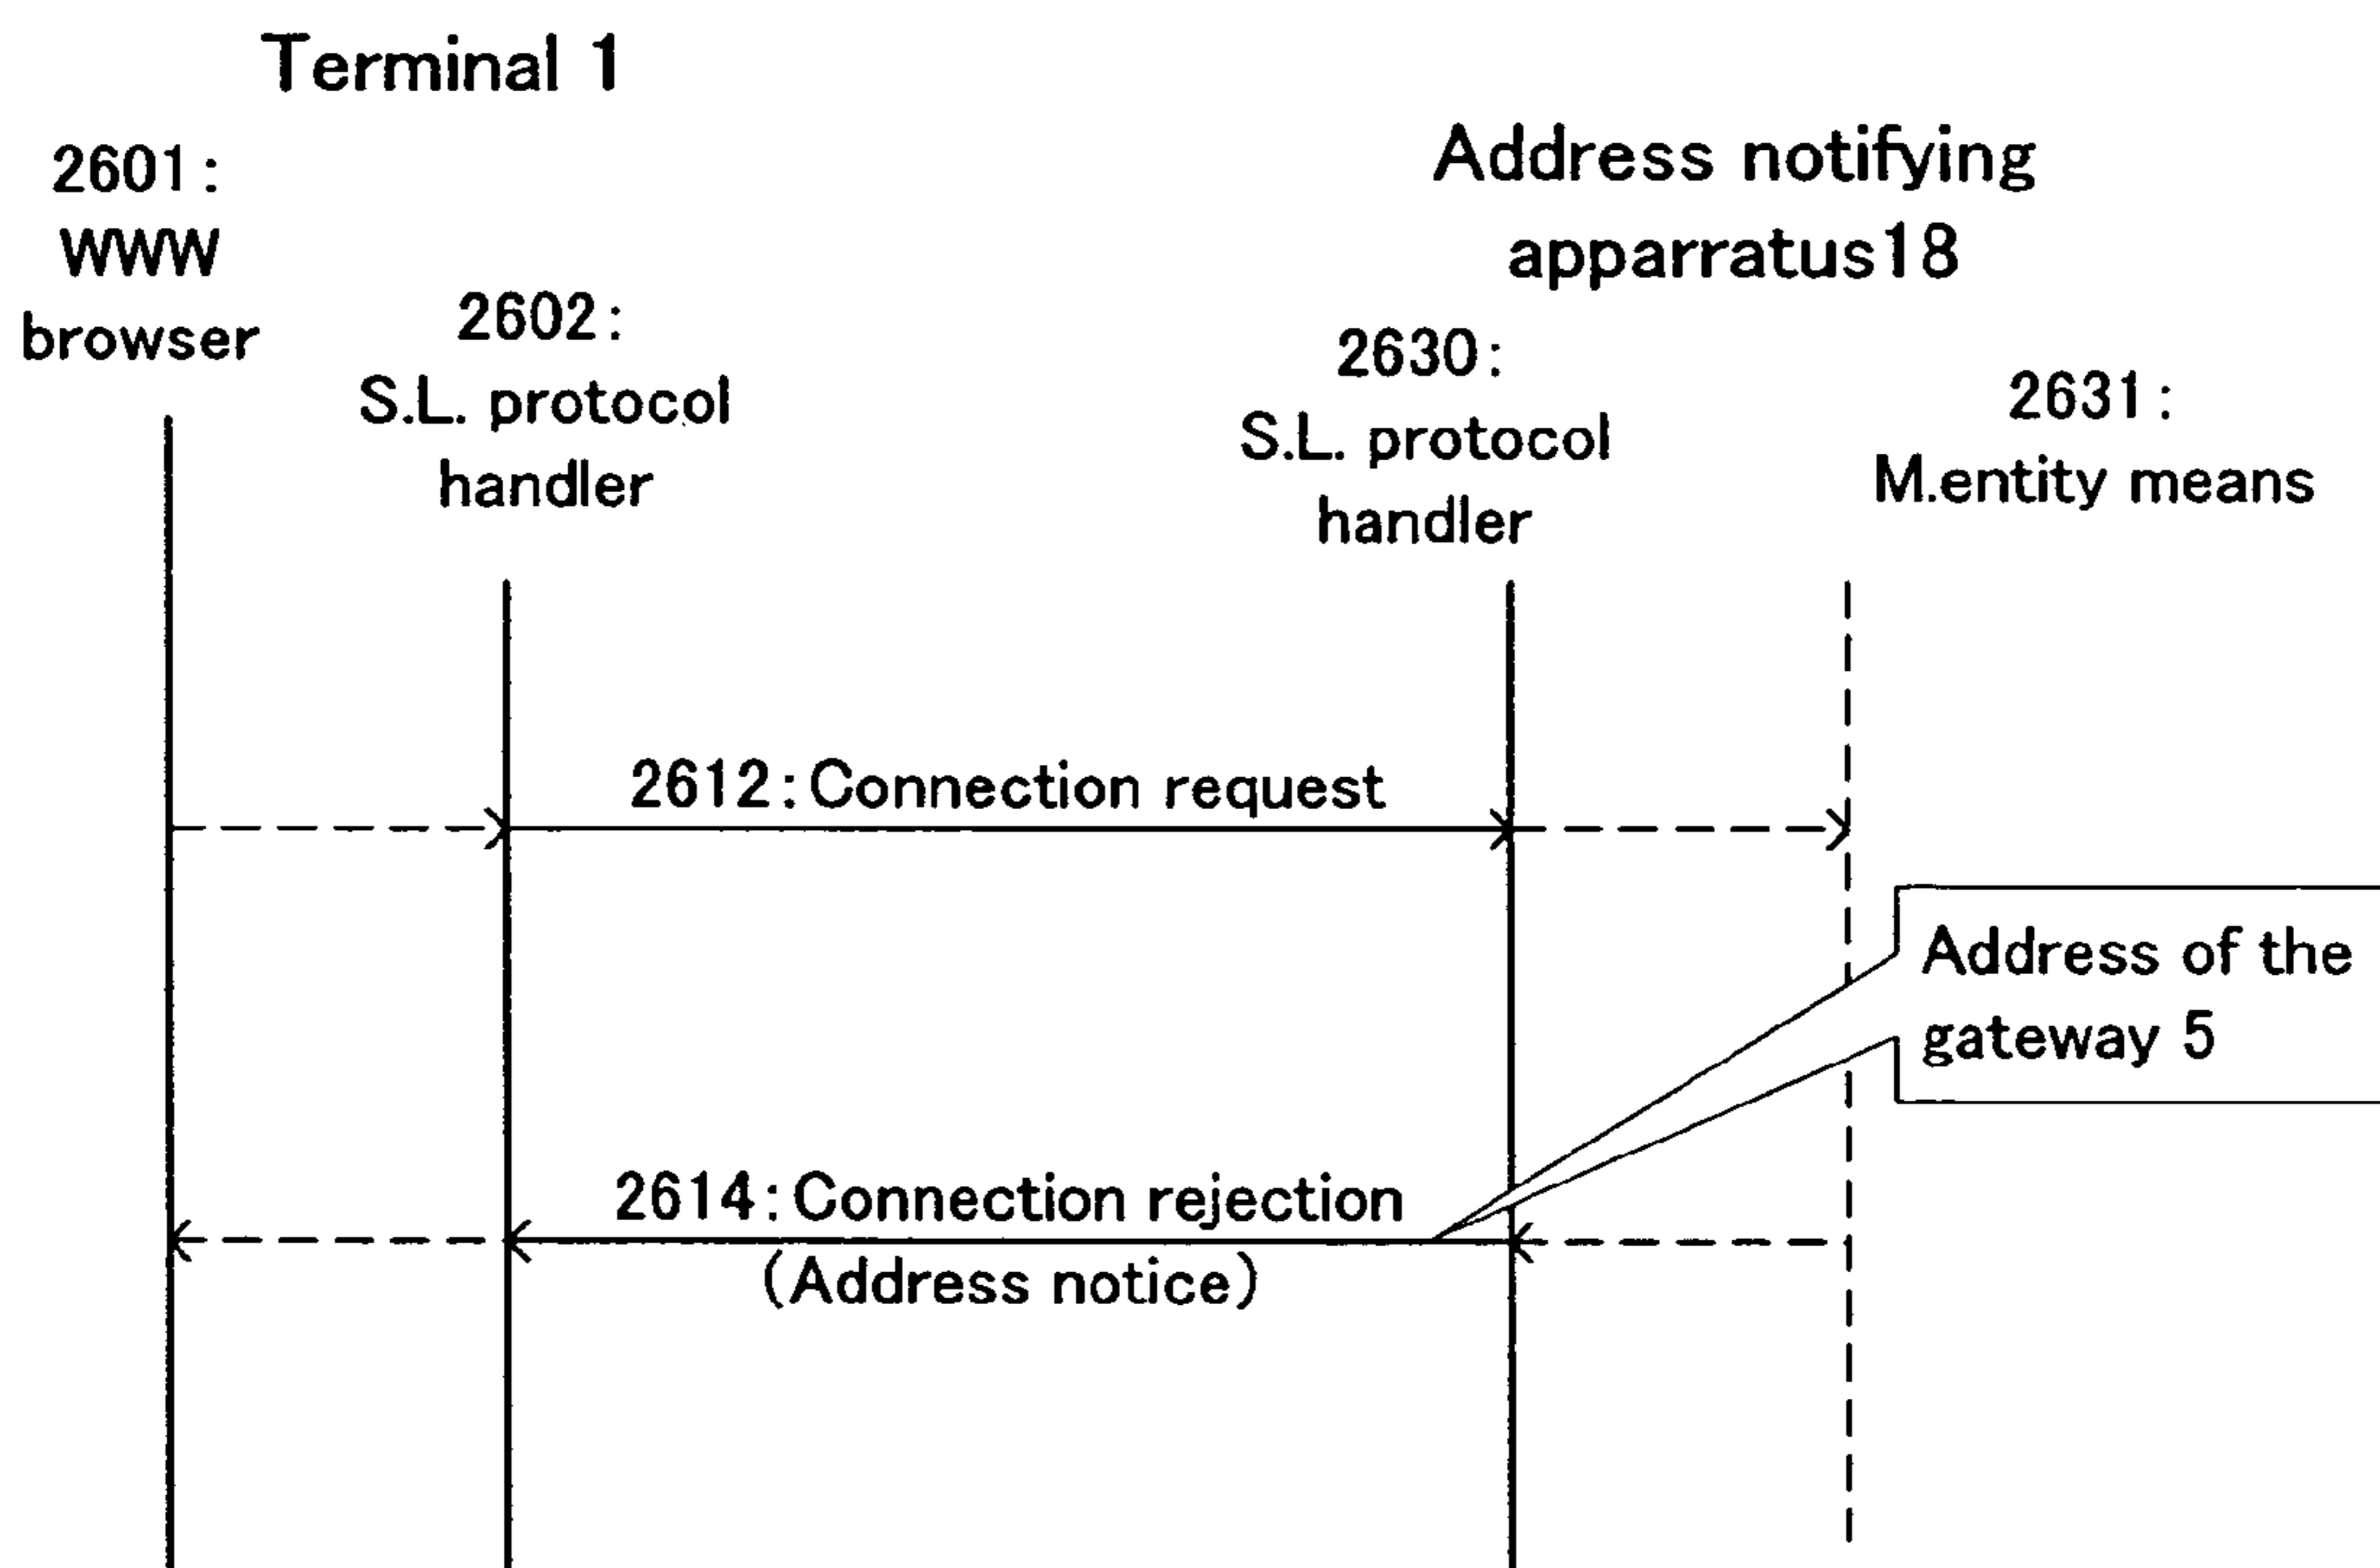 Terminal 1
2601:
WWW
browser
2602:
S.L. protocol
handler
Address notifying
apparratus18
2630:
S.L. protocol
handler
2631:
M.entity means
2612:Connection request
Address of the
gateway 5
2614:Connection rejection
(Address notice)